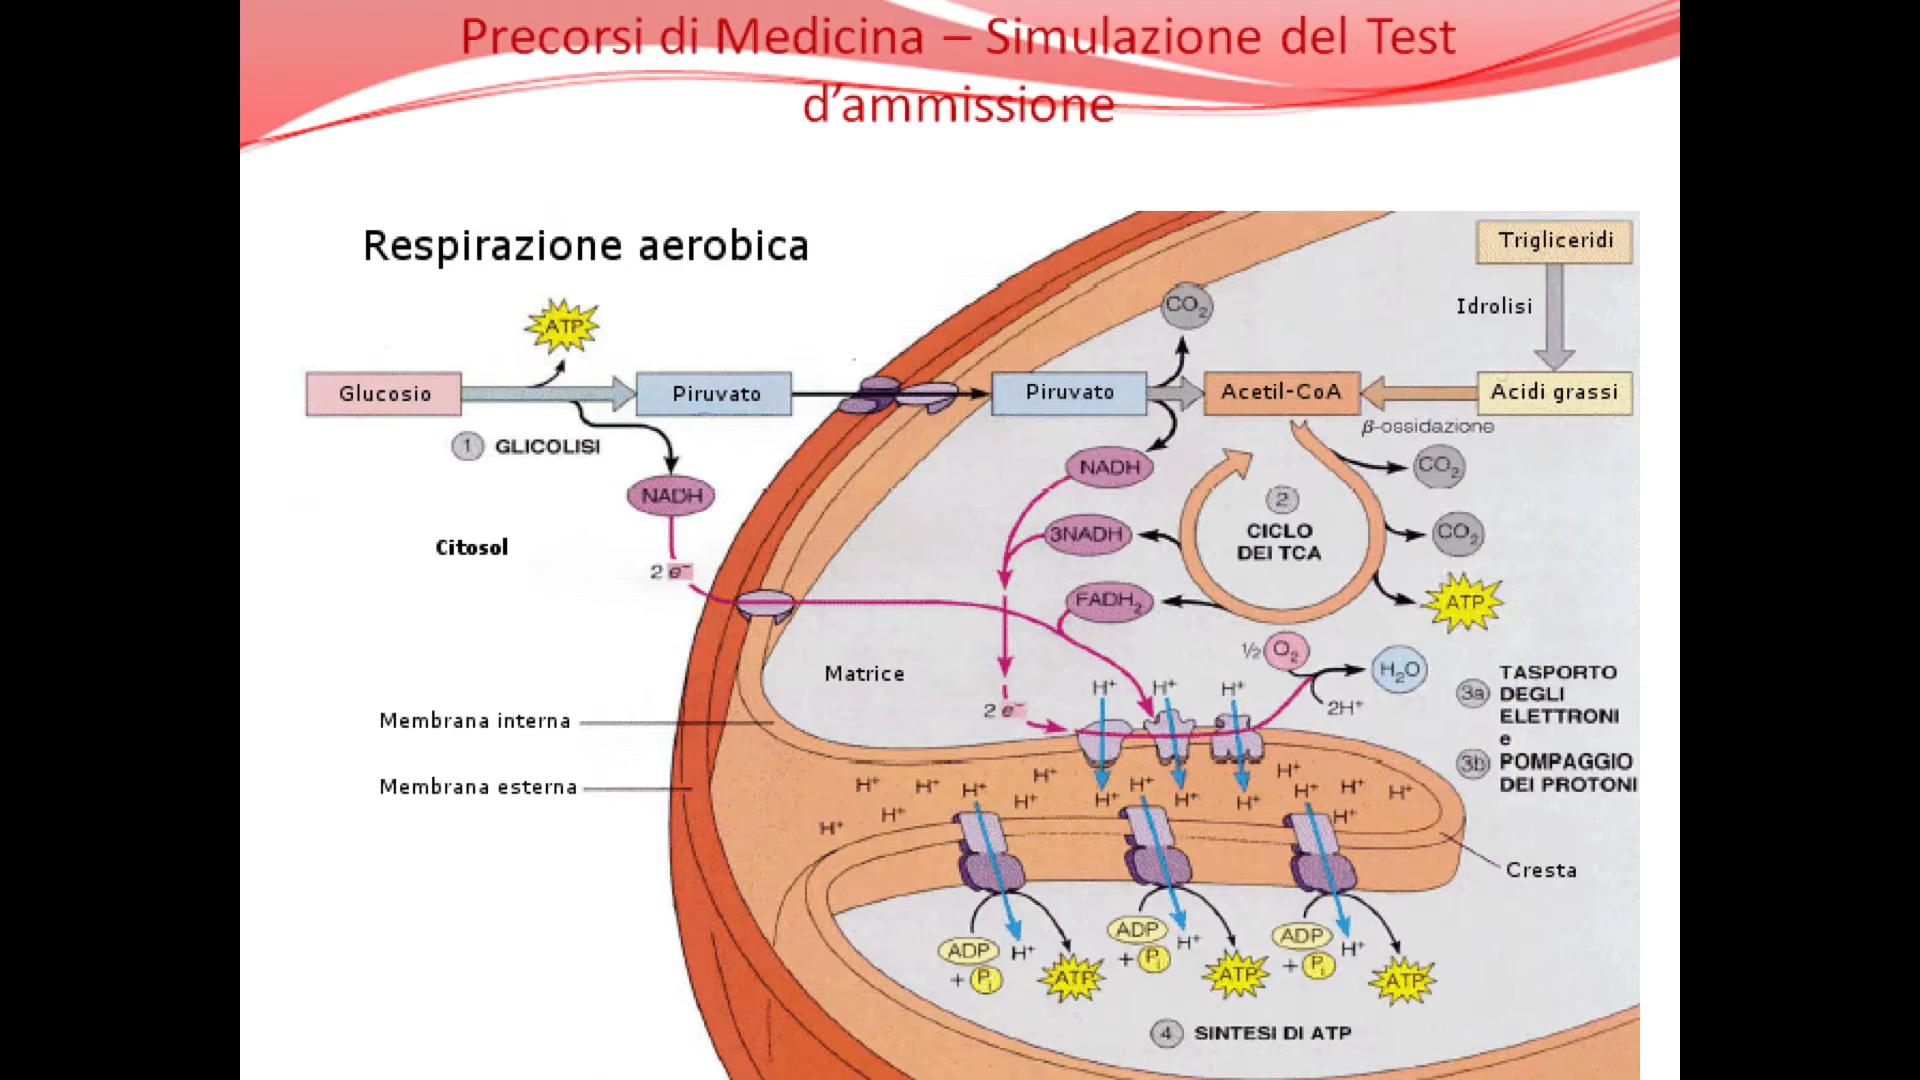 Precorsi di Medicina – Simulazione del Test
d’ammissione
Respirazione aerobica
Trigliceridi
Idrolisi
CO2
ATP
Glucosio
Piruvato
Piruvato
Acetil-CoA
Acidi grassi
β-ossidazione
1 GLICOLISI
NADH
NADH
CO2
2
CICLO
DEI TCA
3NADH
CO2
Citosol
2 e⁻
FADH2
ATP
½ O2
H2O
2H⁺
Matrice
H⁺ H⁺ H⁺
2 e⁻
3a TASPORTO
DEGLI
ELETTRONI
e
3b POMPAGGIO
DEI PROTONI
Membrana interna
Membrana esterna
H⁺ H⁺ H⁺ H⁺ H⁺ H⁺ H⁺ H⁺ H⁺ H⁺ H⁺ H⁺ H⁺ H⁺ H⁺ H⁺ H⁺
Cresta
ADP
+ Pi
H⁺
ATP
ADP
+ Pi
H⁺
ATP
ADP
+ Pi
H⁺
ATP
4 SINTESI DI ATP